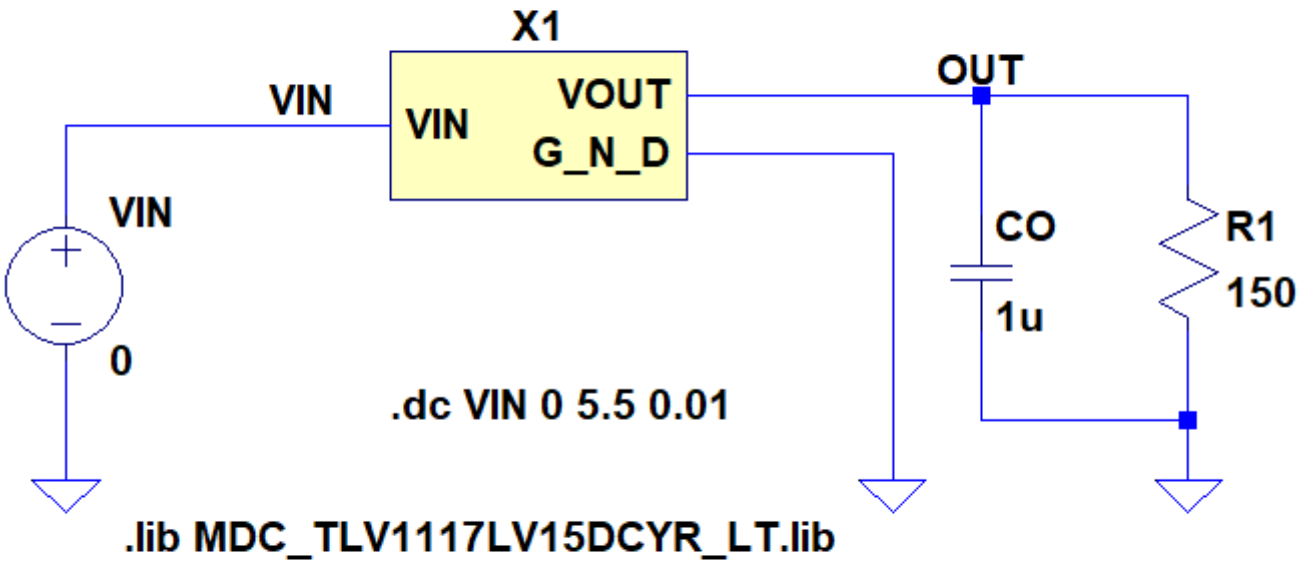 X1
VIN
VIN
VOUT
G_N_D
OUT
VIN
0
CO
1u
R1
150
.dc VIN 0 5.5 0.01
.lib MDC_TLV1117LV15DCYR_LT.lib